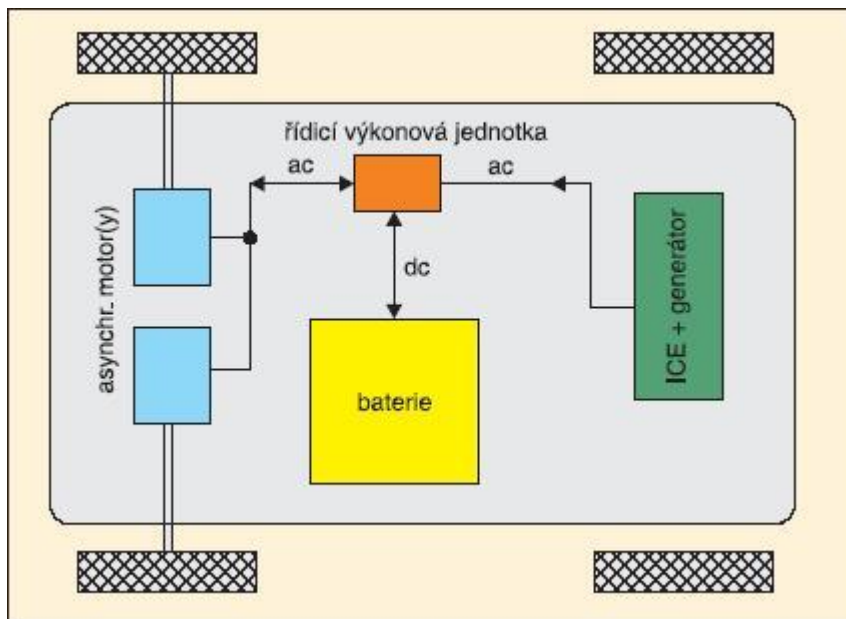 řídicí výkonová jednotka
ac
ac
dc
asynchr. motor(y)
baterie
ICE + generátor